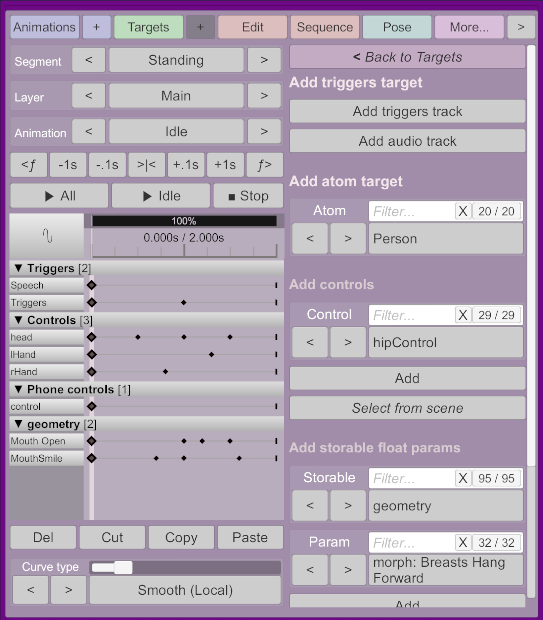 Animations + Targets + Edit Sequence Pose More... >
Segment < Standing >
Layer < Main >
Animation < Idle >
<f -1s -.1s >|< +.1s +1s f>
▶ All ▶ Idle ■ Stop
100%
0.000s / 2.000s
▼ Triggers [2]
Speech
Triggers
▼ Controls [3]
head
lHand
rHand
▼ Phone controls [1]
control
▼ geometry [2]
Mouth Open
MouthSmile
Del Cut Copy Paste
Curve type
< > Smooth (Local)
< Back to Targets
Add triggers target
Add triggers track
Add audio track
Add atom target
Atom Filter... X 20 / 20
< > Person
Add controls
Control Filter... X 29 / 29
< > hipControl
Add
Select from scene
Add storable float params
Storable Filter... X 95 / 95
< > geometry
Param Filter... X 32 / 32
< > morph: Breasts Hang
Forward
Add